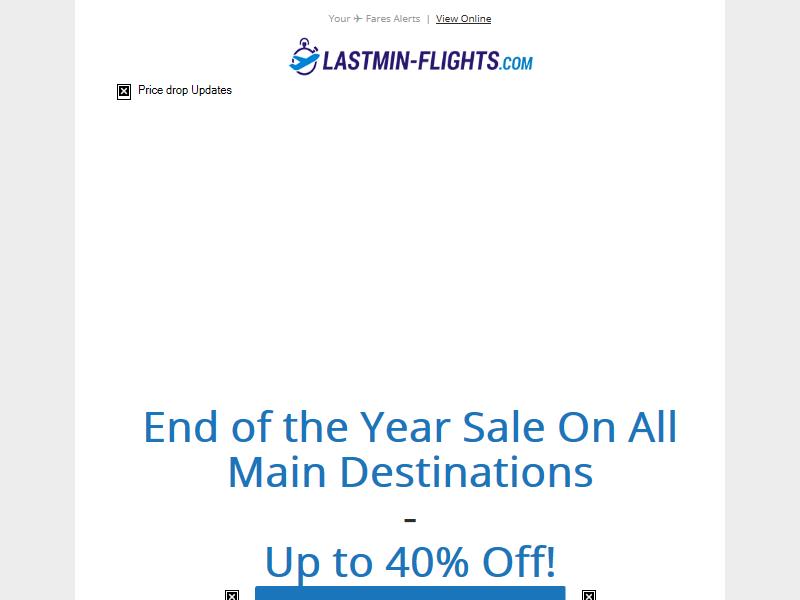 Your ✈ Fares Alerts | View Online
LASTMIN-FLIGHTS.COM
Price drop Updates
End of the Year Sale On All
Main Destinations
-
Up to 40% Off!